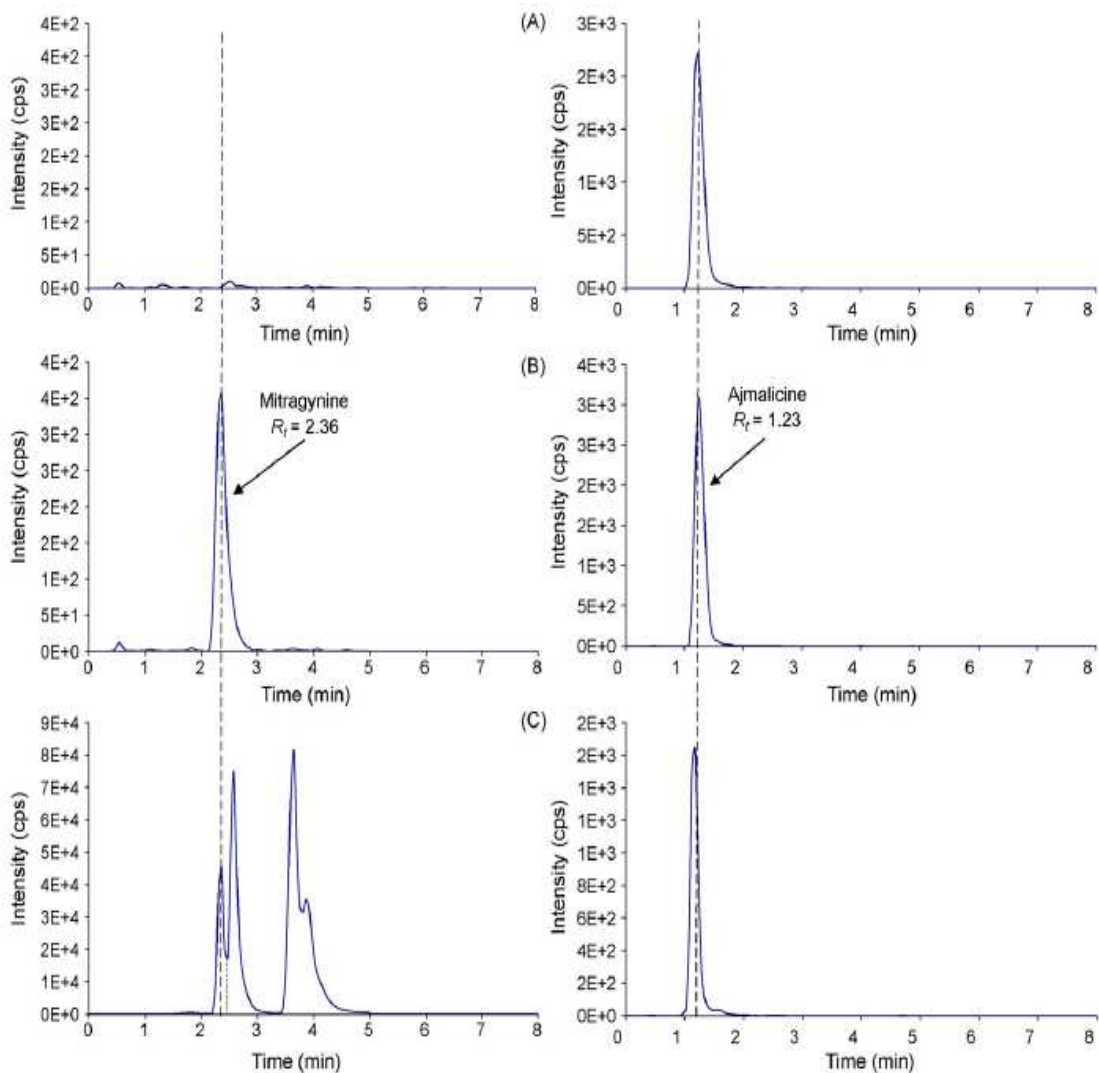 (A)
Intensity (cps)
4E+2
4E+2
3E+2
3E+2
2E+2
2E+2
1E+2
5E+1
0E+0
0 1 2 3 4 5 6 7 8
Time (min)
Intensity (cps)
3E+3
2E+3
2E+3
1E+3
5E+2
0E+0
0 1 2 3 4 5 6 7 8
Time (min)
(B)
Intensity (cps)
4E+2
4E+2
3E+2
2E+2
2E+2
1E+2
5E+1
0E+0
Mitragynine
Rt = 2.36
0 1 2 3 4 5 6 7 8
Time (min)
Intensity (cps)
4E+3
3E+3
3E+3
2E+3
2E+3
1E+3
5E+2
0E+0
Ajmalicine
Rt = 1.23
0 1 2 3 4 5 6 7 8
Time (min)
(C)
Intensity (cps)
9E+4
8E+4
7E+4
6E+4
5E+4
4E+4
3E+4
2E+4
1E+4
0E+0
0 1 2 3 4 5 6 7 8
Time (min)
Intensity (cps)
2E+3
2E+3
1E+3
1E+3
1E+3
8E+2
6E+2
2E+2
2E+2
0E+0
0 1 2 3 4 5 6 7 8
Time (min)